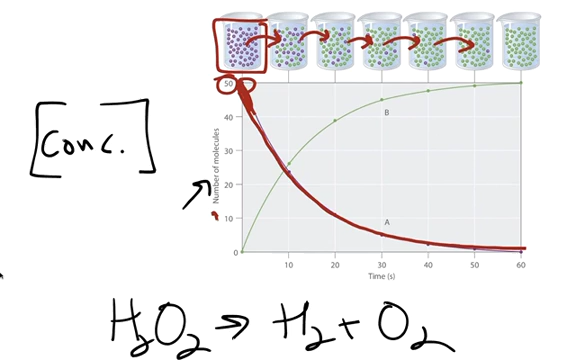 [Conc.]
Number of molecules
50
40
30
20
10
0
B
A
10 20 30 40 50 60
Time (s)
H₂O₂ → H₂ + O₂